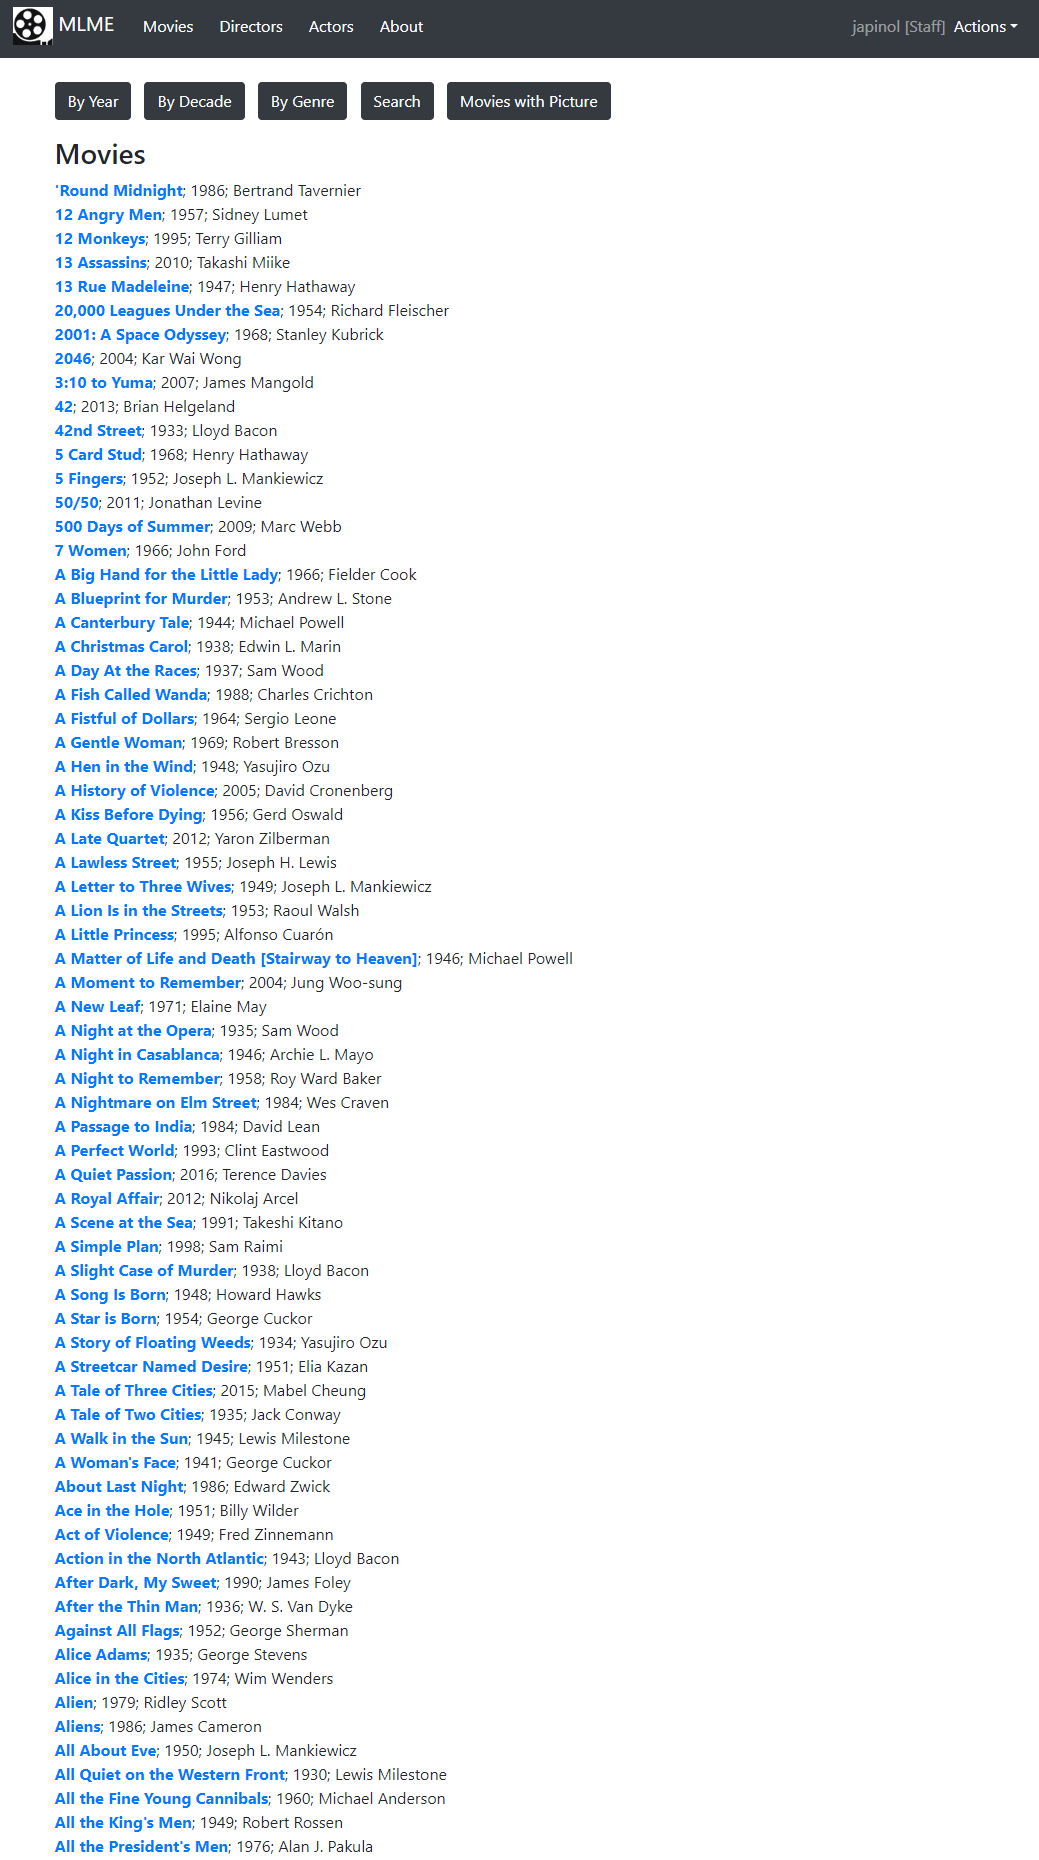 MLME Movies Directors Actors About japinol [Staff] Actions
By Year By Decade By Genre Search Movies with Picture
Movies
'Round Midnight; 1986; Bertrand Tavernier
12 Angry Men; 1957; Sidney Lumet
12 Monkeys; 1995; Terry Gilliam
13 Assassins; 2010; Takashi Miike
13 Rue Madeleine; 1947; Henry Hathaway
20,000 Leagues Under the Sea; 1954; Richard Fleischer
2001: A Space Odyssey; 1968; Stanley Kubrick
2046; 2004; Kar Wai Wong
3:10 to Yuma; 2007; James Mangold
42; 2013; Brian Helgeland
42nd Street; 1933; Lloyd Bacon
5 Card Stud; 1968; Henry Hathaway
5 Fingers; 1952; Joseph L. Mankiewicz
50/50; 2011; Jonathan Levine
500 Days of Summer; 2009; Marc Webb
7 Women; 1966; John Ford
A Big Hand for the Little Lady; 1966; Fielder Cook
A Blueprint for Murder; 1953; Andrew L. Stone
A Canterbury Tale; 1944; Michael Powell
A Christmas Carol; 1938; Edwin L. Marin
A Day At the Races; 1937; Sam Wood
A Fish Called Wanda; 1988; Charles Crichton
A Fistful of Dollars; 1964; Sergio Leone
A Gentle Woman; 1969; Robert Bresson
A Hen in the Wind; 1948; Yasujiro Ozu
A History of Violence; 2005; David Cronenberg
A Kiss Before Dying; 1956; Gerd Oswald
A Late Quartet; 2012; Yaron Zilberman
A Lawless Street; 1955; Joseph H. Lewis
A Letter to Three Wives; 1949; Joseph L. Mankiewicz
A Lion Is in the Streets; 1953; Raoul Walsh
A Little Princess; 1995; Alfonso Cuarón
A Matter of Life and Death [Stairway to Heaven]; 1946; Michael Powell
A Moment to Remember; 2004; Jung Woo-sung
A New Leaf; 1971; Elaine May
A Night at the Opera; 1935; Sam Wood
A Night in Casablanca; 1946; Archie L. Mayo
A Night to Remember; 1958; Roy Ward Baker
A Nightmare on Elm Street; 1984; Wes Craven
A Passage to India; 1984; David Lean
A Perfect World; 1993; Clint Eastwood
A Quiet Passion; 2016; Terence Davies
A Royal Affair; 2012; Nikolaj Arcel
A Scene at the Sea; 1991; Takeshi Kitano
A Simple Plan; 1998; Sam Raimi
A Slight Case of Murder; 1938; Lloyd Bacon
A Song Is Born; 1948; Howard Hawks
A Star is Born; 1954; George Cuckor
A Story of Floating Weeds; 1934; Yasujiro Ozu
A Streetcar Named Desire; 1951; Elia Kazan
A Tale of Three Cities; 2015; Mabel Cheung
A Tale of Two Cities; 1935; Jack Conway
A Walk in the Sun; 1945; Lewis Milestone
A Woman's Face; 1941; George Cuckor
About Last Night; 1986; Edward Zwick
Ace in the Hole; 1951; Billy Wilder
Act of Violence; 1949; Fred Zinnemann
Action in the North Atlantic; 1943; Lloyd Bacon
After Dark, My Sweet; 1990; James Foley
After the Thin Man; 1936; W. S. Van Dyke
Against All Flags; 1952; George Sherman
Alice Adams; 1935; George Stevens
Alice in the Cities; 1974; Wim Wenders
Alien; 1979; Ridley Scott
Aliens; 1986; James Cameron
All About Eve; 1950; Joseph L. Mankiewicz
All Quiet on the Western Front; 1930; Lewis Milestone
All the Fine Young Cannibals; 1960; Michael Anderson
All the King's Men; 1949; Robert Rossen
All the President's Men; 1976; Alan J. Pakula